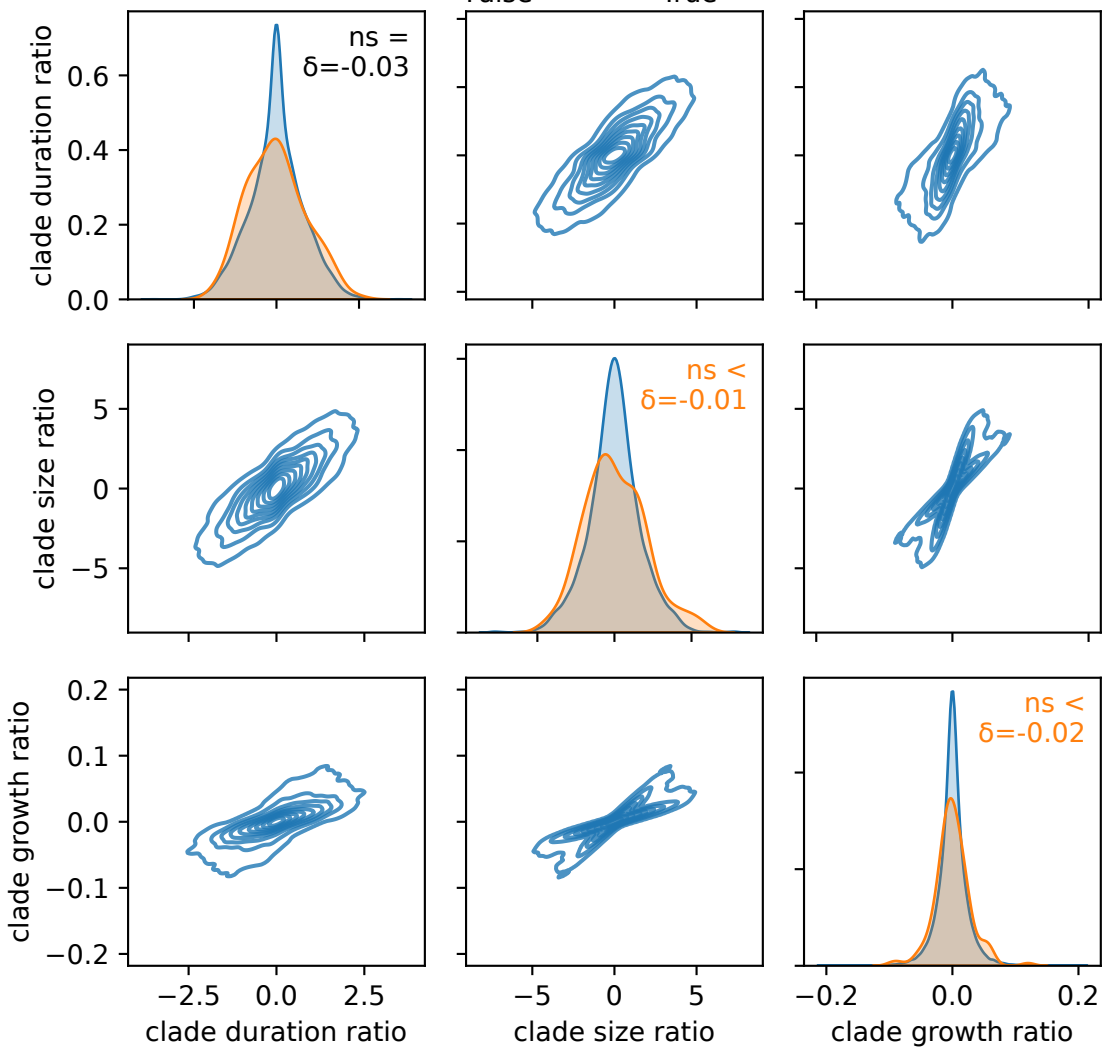 clade duration ratio
0.6
0.4
0.2
0.0
ns =
δ=-0.03
clade size ratio
5
0
−5
ns <
δ=-0.01
clade growth ratio
0.2
0.1
0.0
−0.1
−0.2
ns <
δ=-0.02
−2.5 0.0 2.5
−5 0 5
−0.2 0.0 0.2
clade duration ratio
clade size ratio
clade growth ratio